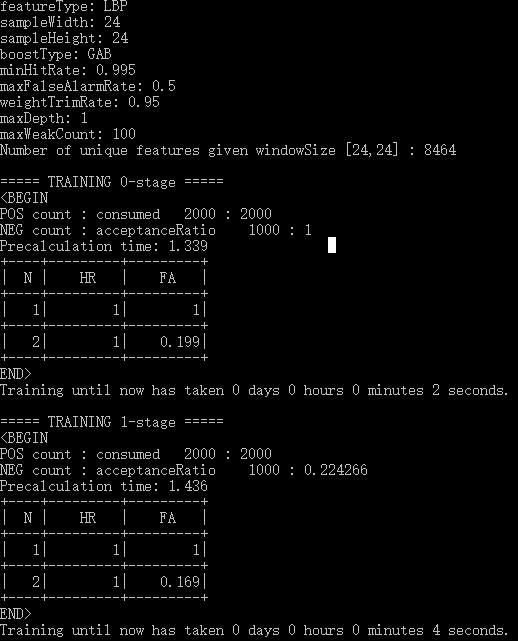 featureType: LBP
sampleWidth: 24
sampleHeight: 24
boostType: GAB
minHitRate: 0.995
maxFalseAlarmRate: 0.5
weightTrimRate: 0.95
maxDepth: 1
maxWeakCount: 100
Number of unique features given windowSize [24,24] : 8464

===== TRAINING 0-stage =====
<BEGIN
POS count : consumed   2000 : 2000
NEG count : acceptanceRatio    1000 : 1
Precalculation time: 1.339
+----+---------+---------+
|  N |    HR   |    FA   |
+----+---------+---------+
|   1|        1|        1|
+----+---------+---------+
|   2|        1|    0.199|
+----+---------+---------+
END>
Training until now has taken 0 days 0 hours 0 minutes 2 seconds.

===== TRAINING 1-stage =====
<BEGIN
POS count : consumed   2000 : 2000
NEG count : acceptanceRatio    1000 : 0.224266
Precalculation time: 1.436
+----+---------+---------+
|  N |    HR   |    FA   |
+----+---------+---------+
|   1|        1|        1|
+----+---------+---------+
|   2|        1|    0.169|
+----+---------+---------+
END>
Training until now has taken 0 days 0 hours 0 minutes 4 seconds.